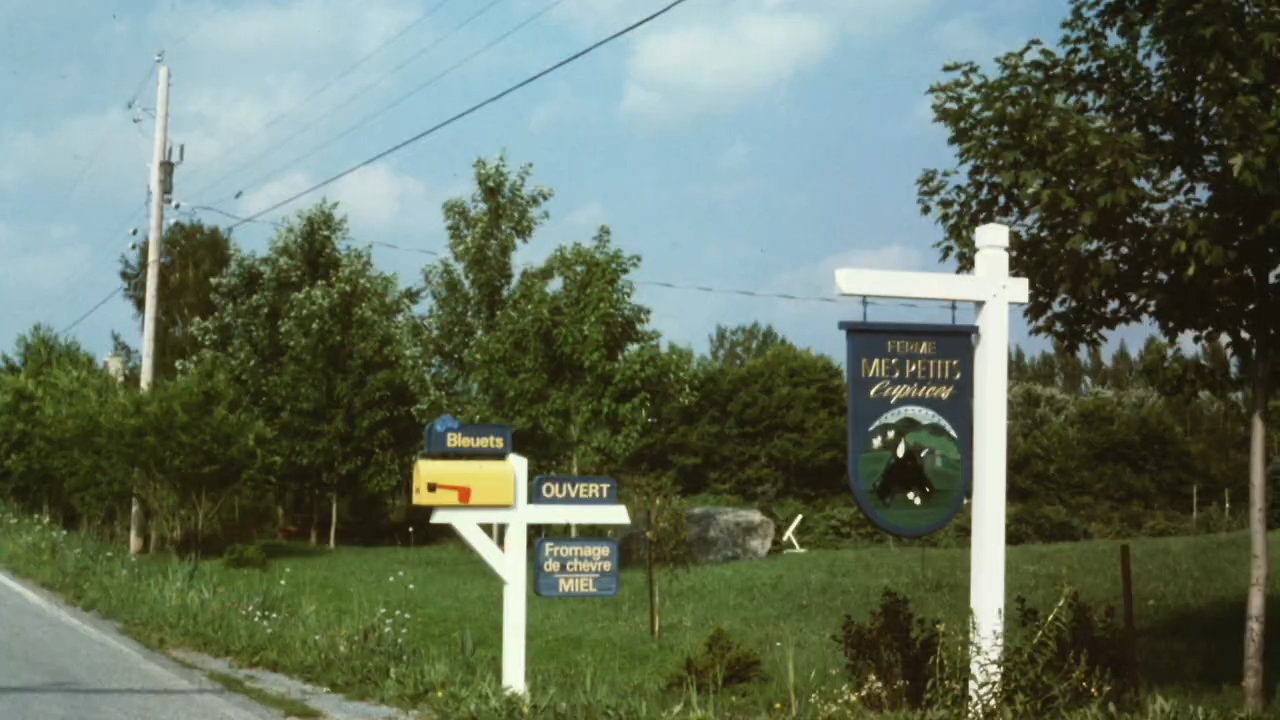 Bleuets
OUVERT
Fromage
de chèvre
MIEL
FERME
MES PETITS
Caprices